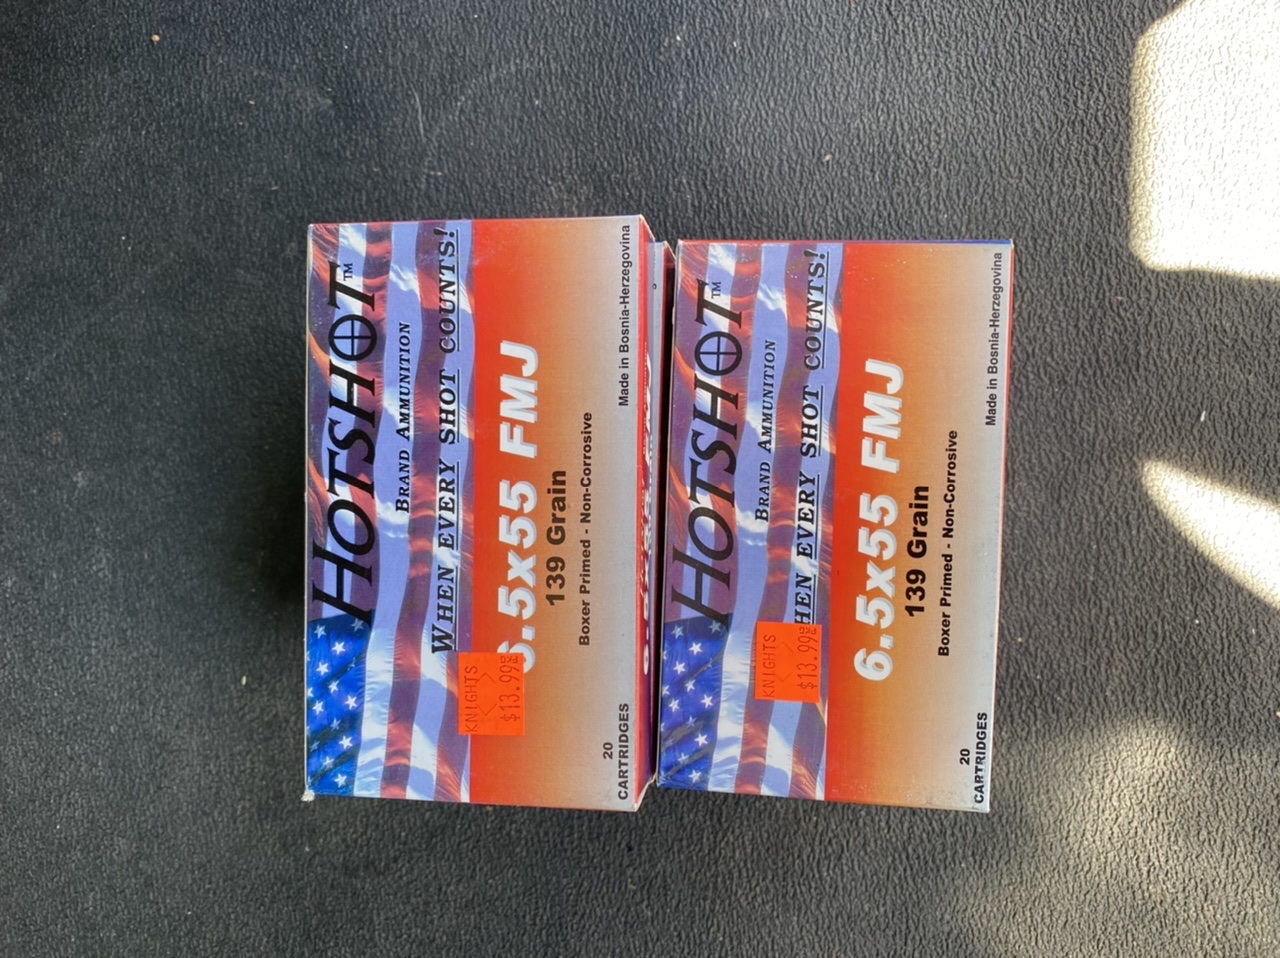 HOTSHOT™
BRAND AMMUNITION
WHEN EVERY SHOT COUNTS!
KNIGHTS
$13.99
6.5x55 FMJ
139 Grain
Boxer Primed - Non-Corrosive
20
CARTRIDGES
Made in Bosnia-Herzegovina
HOTSHOT™
BRAND AMMUNITION
HEN EVERY SHOT COUNTS!
KNIGHTS
$13.99
6.5x55 FMJ
139 Grain
Boxer Primed - Non-Corrosive
20
CARTRIDGES
Made in Bosnia-Herzegovina